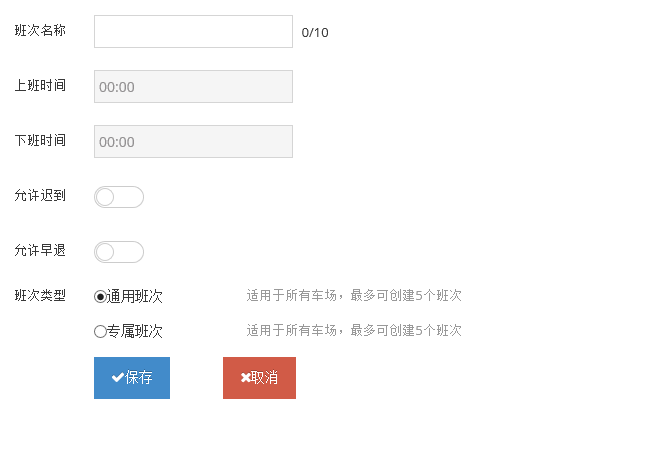 班次名称 0/10
上班时间 00:00
下班时间 00:00
允许迟到
允许早退
班次类型 通用班次 适用于所有车场，最多可创建5个班次
专属班次 适用于所有车场，最多可创建5个班次
保存 取消